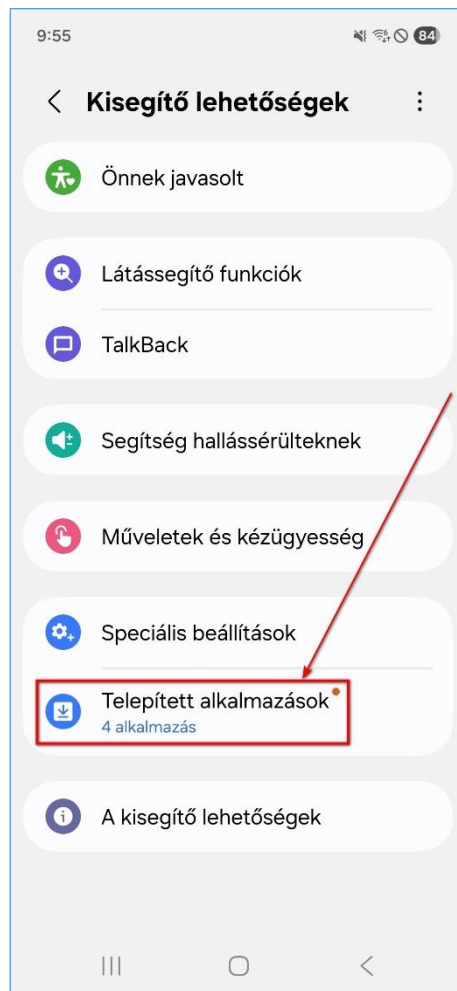 9:55
84
Kisegítő lehetőségek
Önnek javasolt
Látássegítő funkciók
TalkBack
Segítség hallássérülteknek
Műveletek és kézügyesség
Speciális beállítások
Telepített alkalmazások
4 alkalmazás
A kisegítő lehetőségek